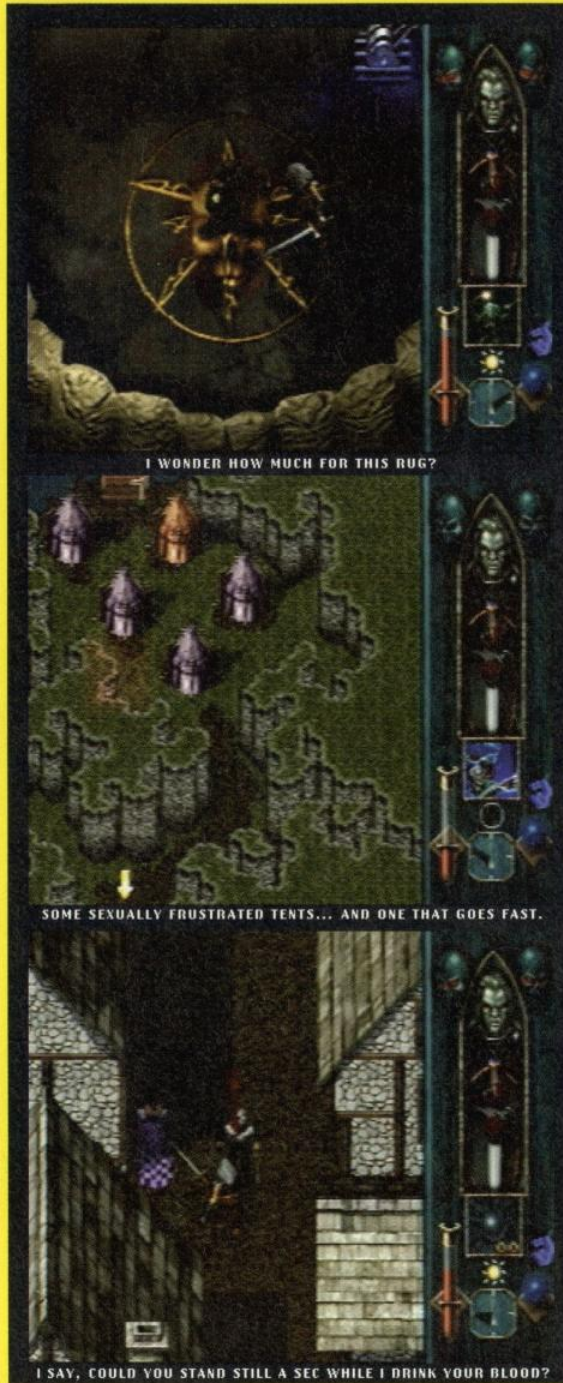 I WONDER HOW MUCH FOR THIS RUG?
SOME SEXUALLY FRUSTRATED TENTS... AND ONE THAT GOES FAST.
I SAY, COULD YOU STAND STILL A SEC WHILE I DRINK YOUR BLOOD?